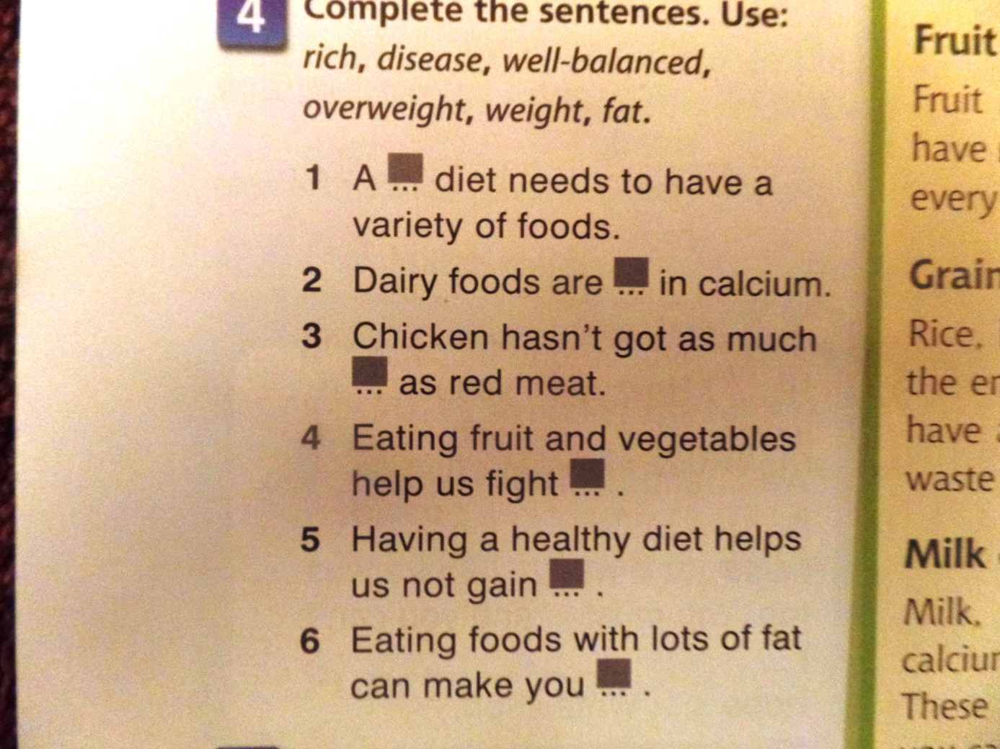 4 Complete the sentences. Use:
rich, disease, well-balanced,
overweight, weight, fat.
1 A ... diet needs to have a
variety of foods.
2 Dairy foods are ... in calcium.
3 Chicken hasn't got as much
... as red meat.
4 Eating fruit and vegetables
help us fight ... .
5 Having a healthy diet helps
us not gain ... .
6 Eating foods with lots of fat
can make you ... .
Fruit
Fruit
have
every
Rice,
the
have
waste
Milk
Milk,
These